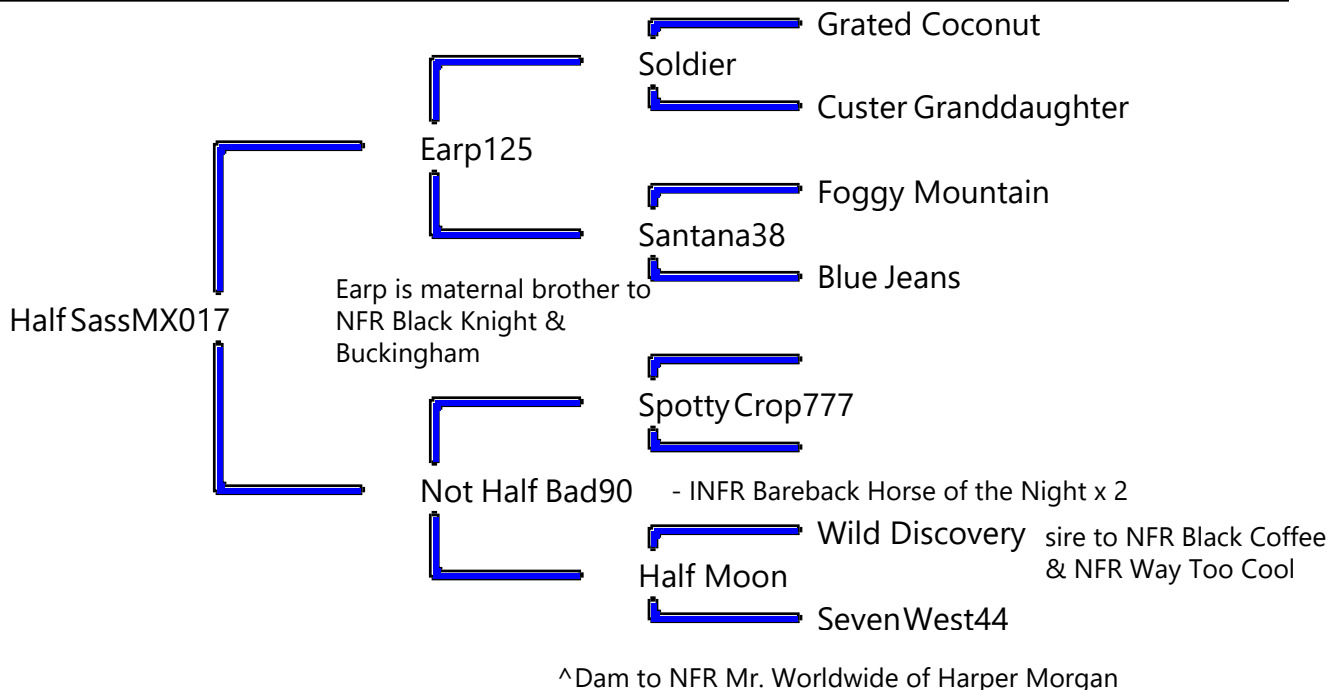 Grated Coconut
Soldier
Custer Granddaughter
Earp125
Foggy Mountain
Santana38
Blue Jeans
Earp is maternal brother to
NFR Black Knight &
Buckingham
Half SassMX017
Spotty Crop777
Not Half Bad90 - INFR Bareback Horse of the Night x 2
Wild Discovery sire to NFR Black Coffee
& NFR Way Too Cool
Half Moon
Seven West44
^Dam to NFR Mr. Worldwide of Harper Morgan